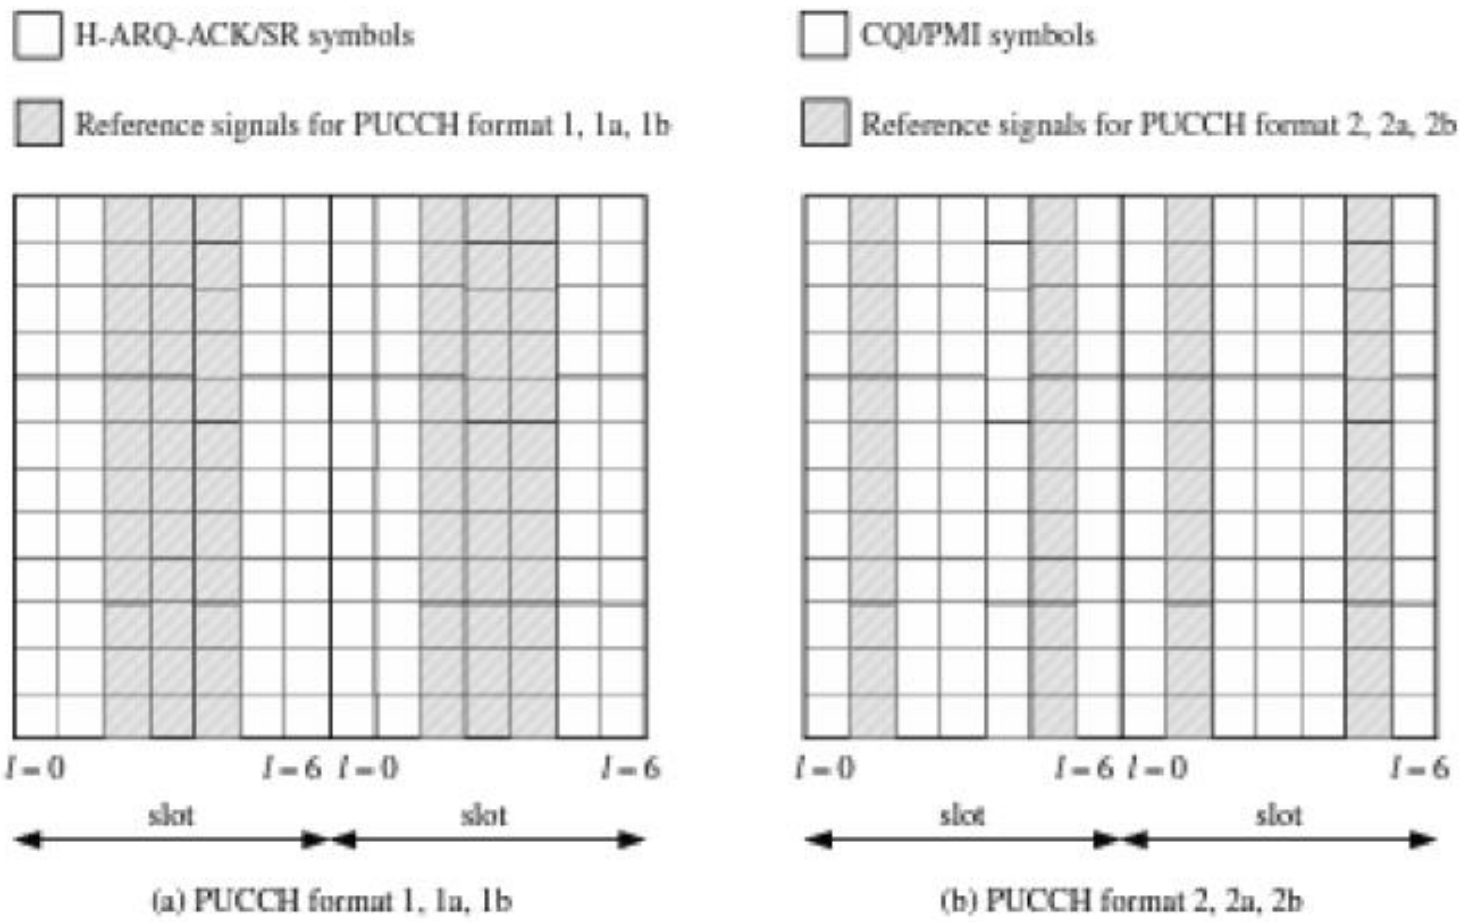 H-ARQ-ACK/SR symbols
Reference signals for PUCCH format 1, 1a, 1b
CQI/PMI symbols
Reference signals for PUCCH format 2, 2a, 2b
l=0 l=6 l=0 l=6
slot slot
(a) PUCCH format 1, 1a, 1b
l=0 l=6 l=0 l=6
slot slot
(b) PUCCH format 2, 2a, 2b